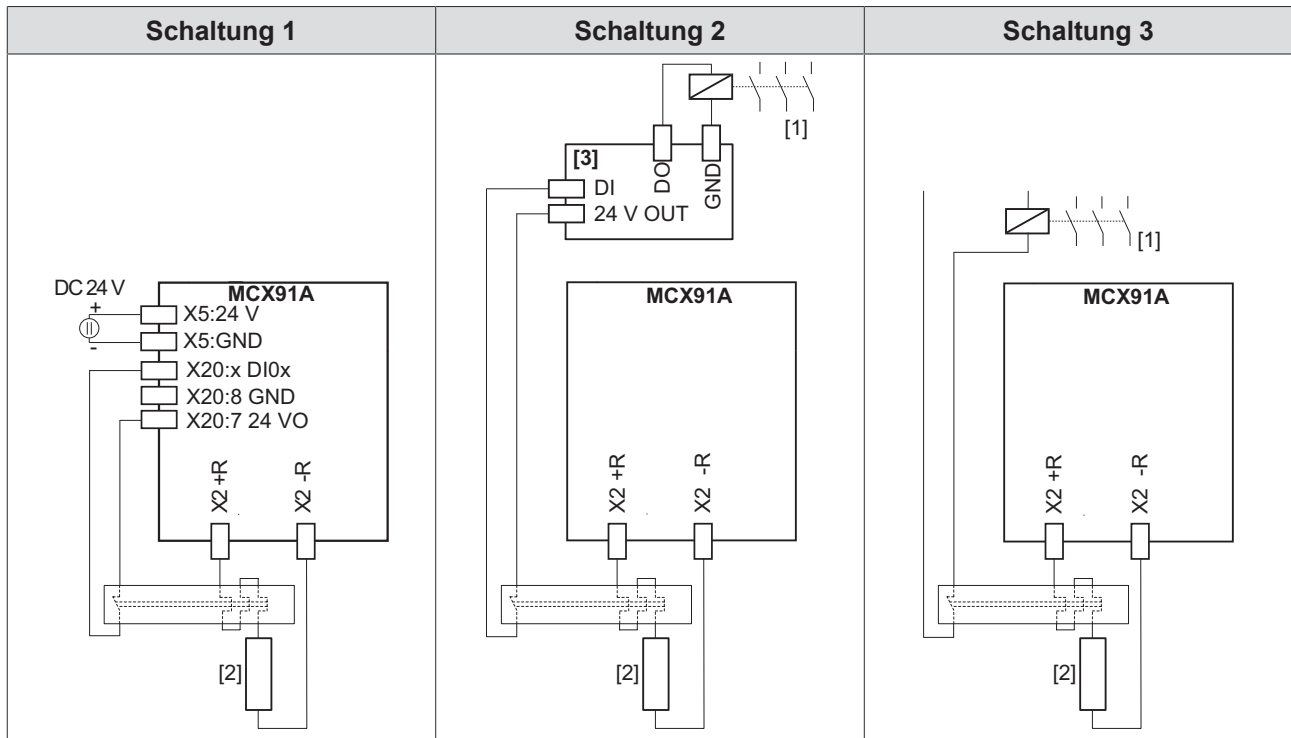 Schaltung 1
DC 24 V
+
-
MCX91A
X5:24 V
X5:GND
X20:x DI0x
X20:8 GND
X20:7 24 VO
X2 +R
X2 -R
[2]
Schaltung 2
[1]
[3]
DO
GND
DI
24 V OUT
MCX91A
X2 +R
X2 -R
[2]
Schaltung 3
[1]
MCX91A
X2 +R
X2 -R
[2]